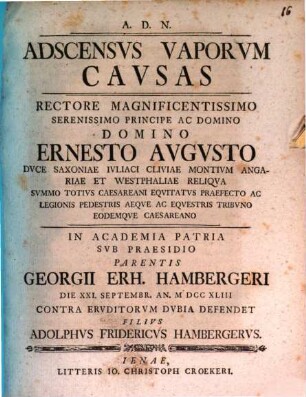 16
A. D. N.
ADSCENSVS VAPORVM
CAVSAS
RECTORE MAGNIFICENTISSIMO
SERENISSIMO PRINCIPE AC DOMINO
DOMINO
ERNESTO AVGVSTO
DVCE SAXONIAE IVLIACI CLIVIAE MONTIVM ANGA-
RIAE ET WESTPHALIAE RELIQVA
SVMMO TOTIVS CAESAREANI EQVITATVS PRAEFECTO AC
LEGIONIS PEDESTRIS AEQVE AC EQVESTRIS TRIBVNO
EODEMQVE CAESAREANO
IN ACADEMIA PATRIA
SVB PRAESIDIO
PARENTIS
GEORGII ERH. HAMBERGERI
DIE XXI. SEPTEMBR. AN. M DCC XLIII
CONTRA ERVDITORVM DVBIA DEFENDET
FILIVS
ADOLPHVS FRIDERICVS HAMBERGERVS.
IENAE,
LITTERIS IO. CHRISTOPH CROEKERI.